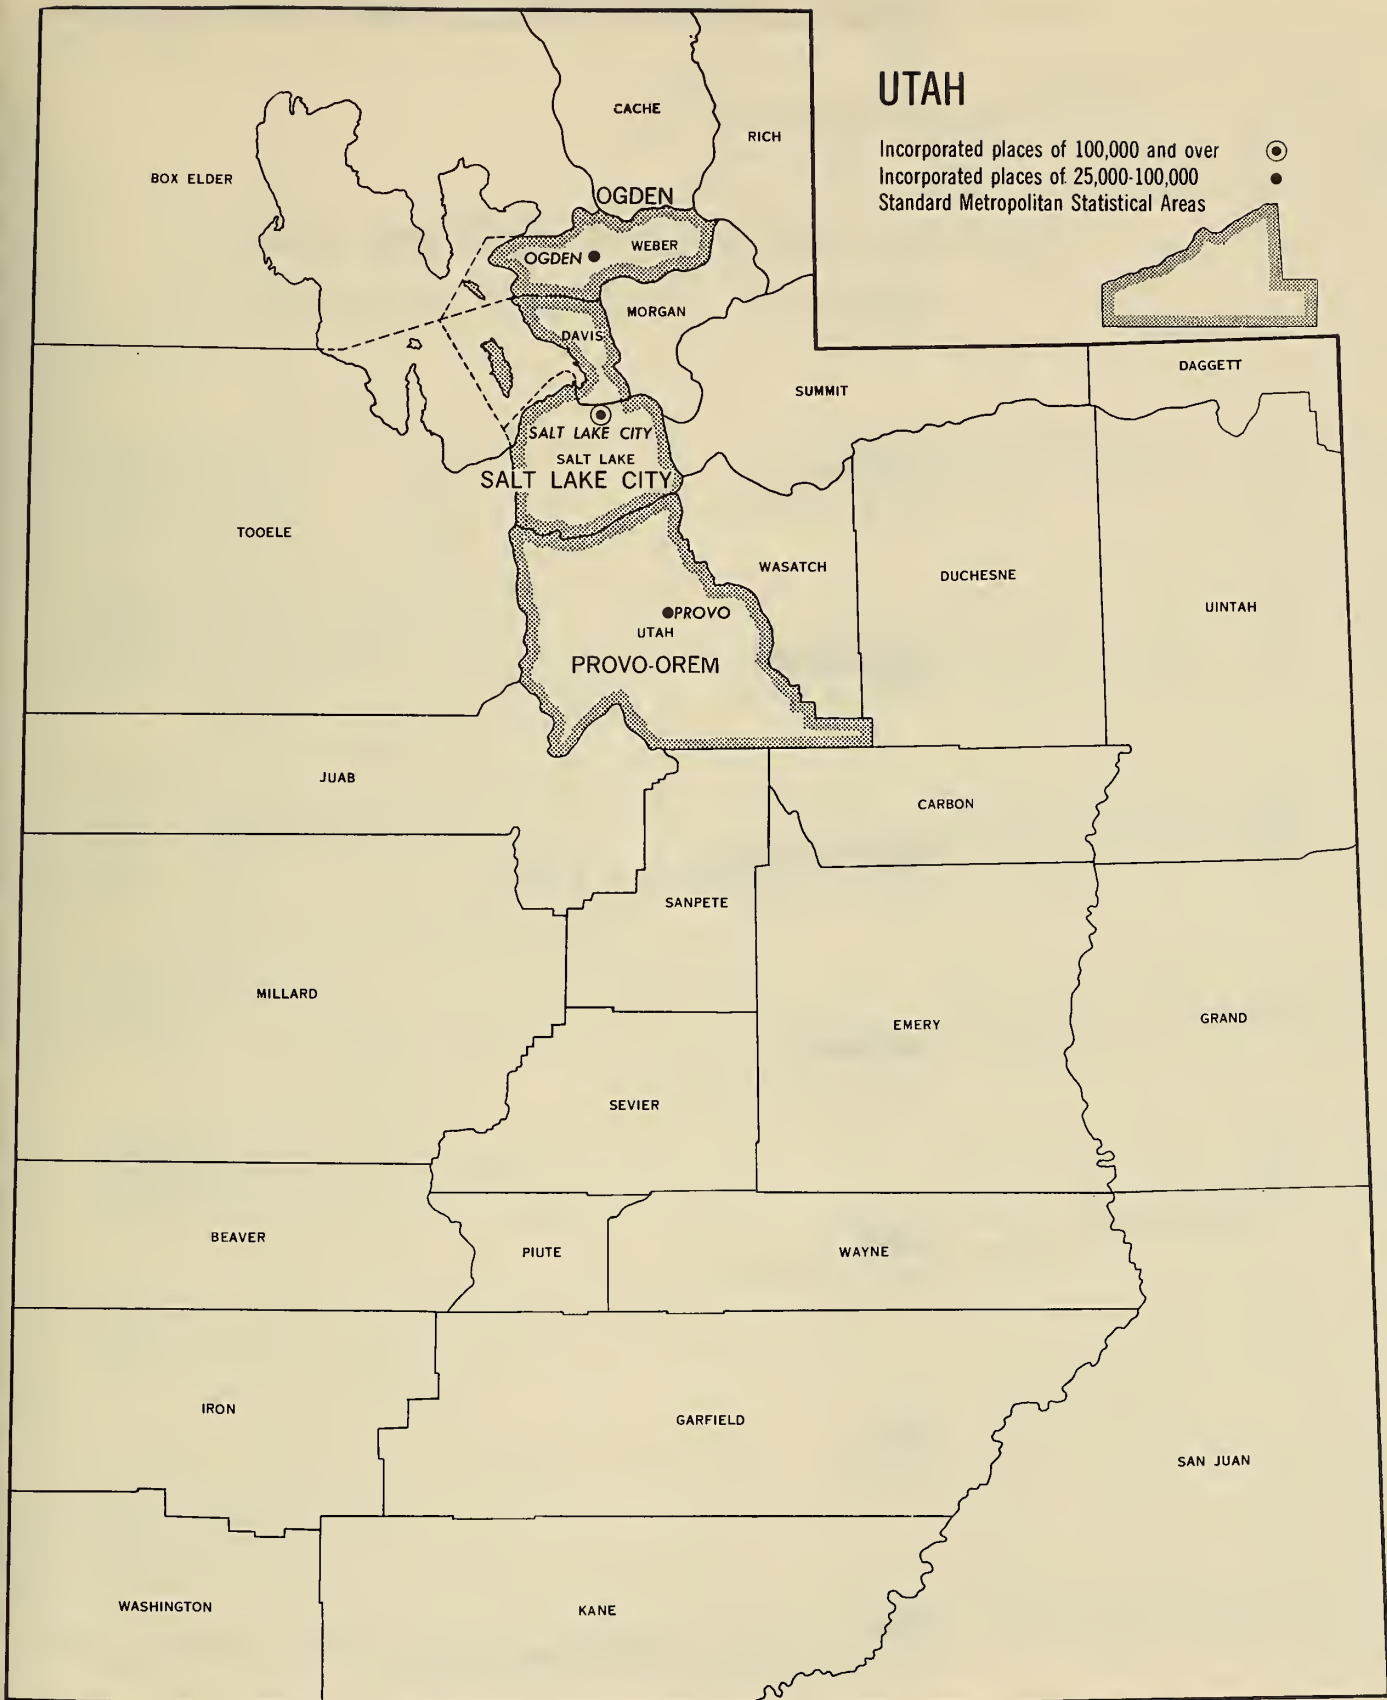 UTAH
Incorporated places of 100,000 and over
Incorporated places of 25,000-100,000
Standard Metropolitan Statistical Areas
CACHE
RICH
BOX ELDER
OGDEN
WEBER
OGDEN
MORGAN
DAVIS
DAGGETT
SUMMIT
SALT LAKE CITY
SALT LAKE
SALT LAKE CITY
TOOELE
WASATCH
DUCHESNE
UINTAH
PROVO
UTAH
PROVO-OREM
JUAB
CARBON
SANPETE
MILLARD
EMERY
GRAND
SEVIER
BEAVER
PIUTE
WAYNE
IRON
GARFIELD
SAN JUAN
WASHINGTON
KANE